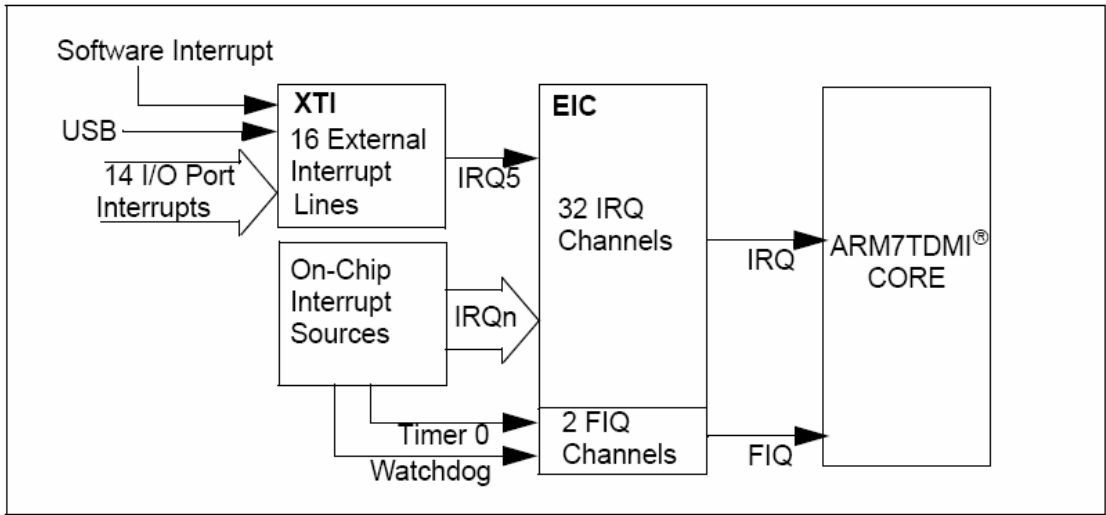 Software Interrupt
USB
14 I/O Port
Interrupts
XTI
16 External
Interrupt
Lines
IRQ5
On-Chip
Interrupt
Sources
IRQn
Timer 0
Watchdog
EIC
32 IRQ
Channels
2 FIQ
Channels
IRQ
FIQ
ARM7TDMI®
CORE